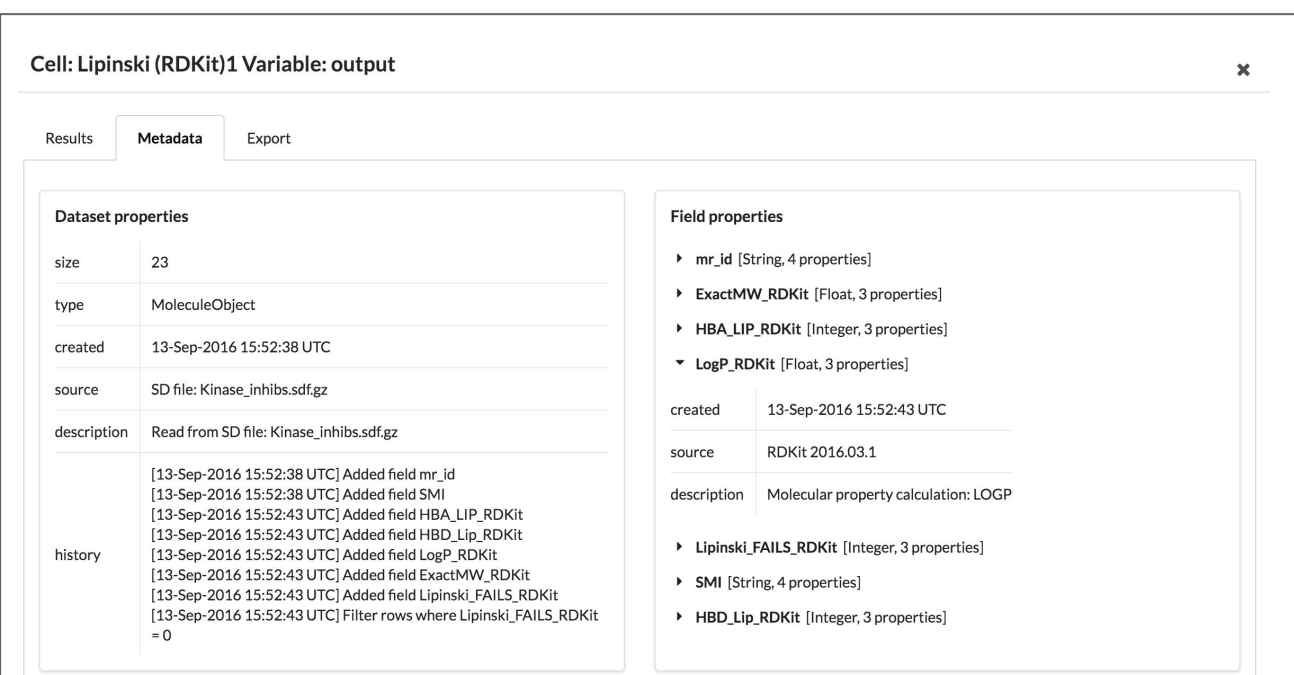 Cell: Lipinski (RDKit)1 Variable: output
Results Metadata Export
Dataset properties
size 23
type MoleculeObject
created 13-Sep-2016 15:52:38 UTC
source SD file: Kinase_inhibs.sdf.gz
description Read from SD file: Kinase_inhibs.sdf.gz
history
[13-Sep-2016 15:52:38 UTC] Added field mr_id
[13-Sep-2016 15:52:38 UTC] Added field SMI
[13-Sep-2016 15:52:43 UTC] Added field HBA_LIP_RDKit
[13-Sep-2016 15:52:43 UTC] Added field HBD_Lip_RDKit
[13-Sep-2016 15:52:43 UTC] Added field LogP_RDKit
[13-Sep-2016 15:52:43 UTC] Added field ExactMW_RDKit
[13-Sep-2016 15:52:43 UTC] Added field Lipinski_FAILS_RDKit
[13-Sep-2016 15:52:43 UTC] Filter rows where Lipinski_FAILS_RDKit
= 0
Field properties
mr_id [String, 4 properties]
ExactMW_RDKit [Float, 3 properties]
HBA_LIP_RDKit [Integer, 3 properties]
LogP_RDKit [Float, 3 properties]
created 13-Sep-2016 15:52:43 UTC
source RDKit 2016.03.1
description Molecular property calculation: LOGP
Lipinski_FAILS_RDKit [Integer, 3 properties]
SMI [String, 4 properties]
HBD_Lip_RDKit [Integer, 3 properties]